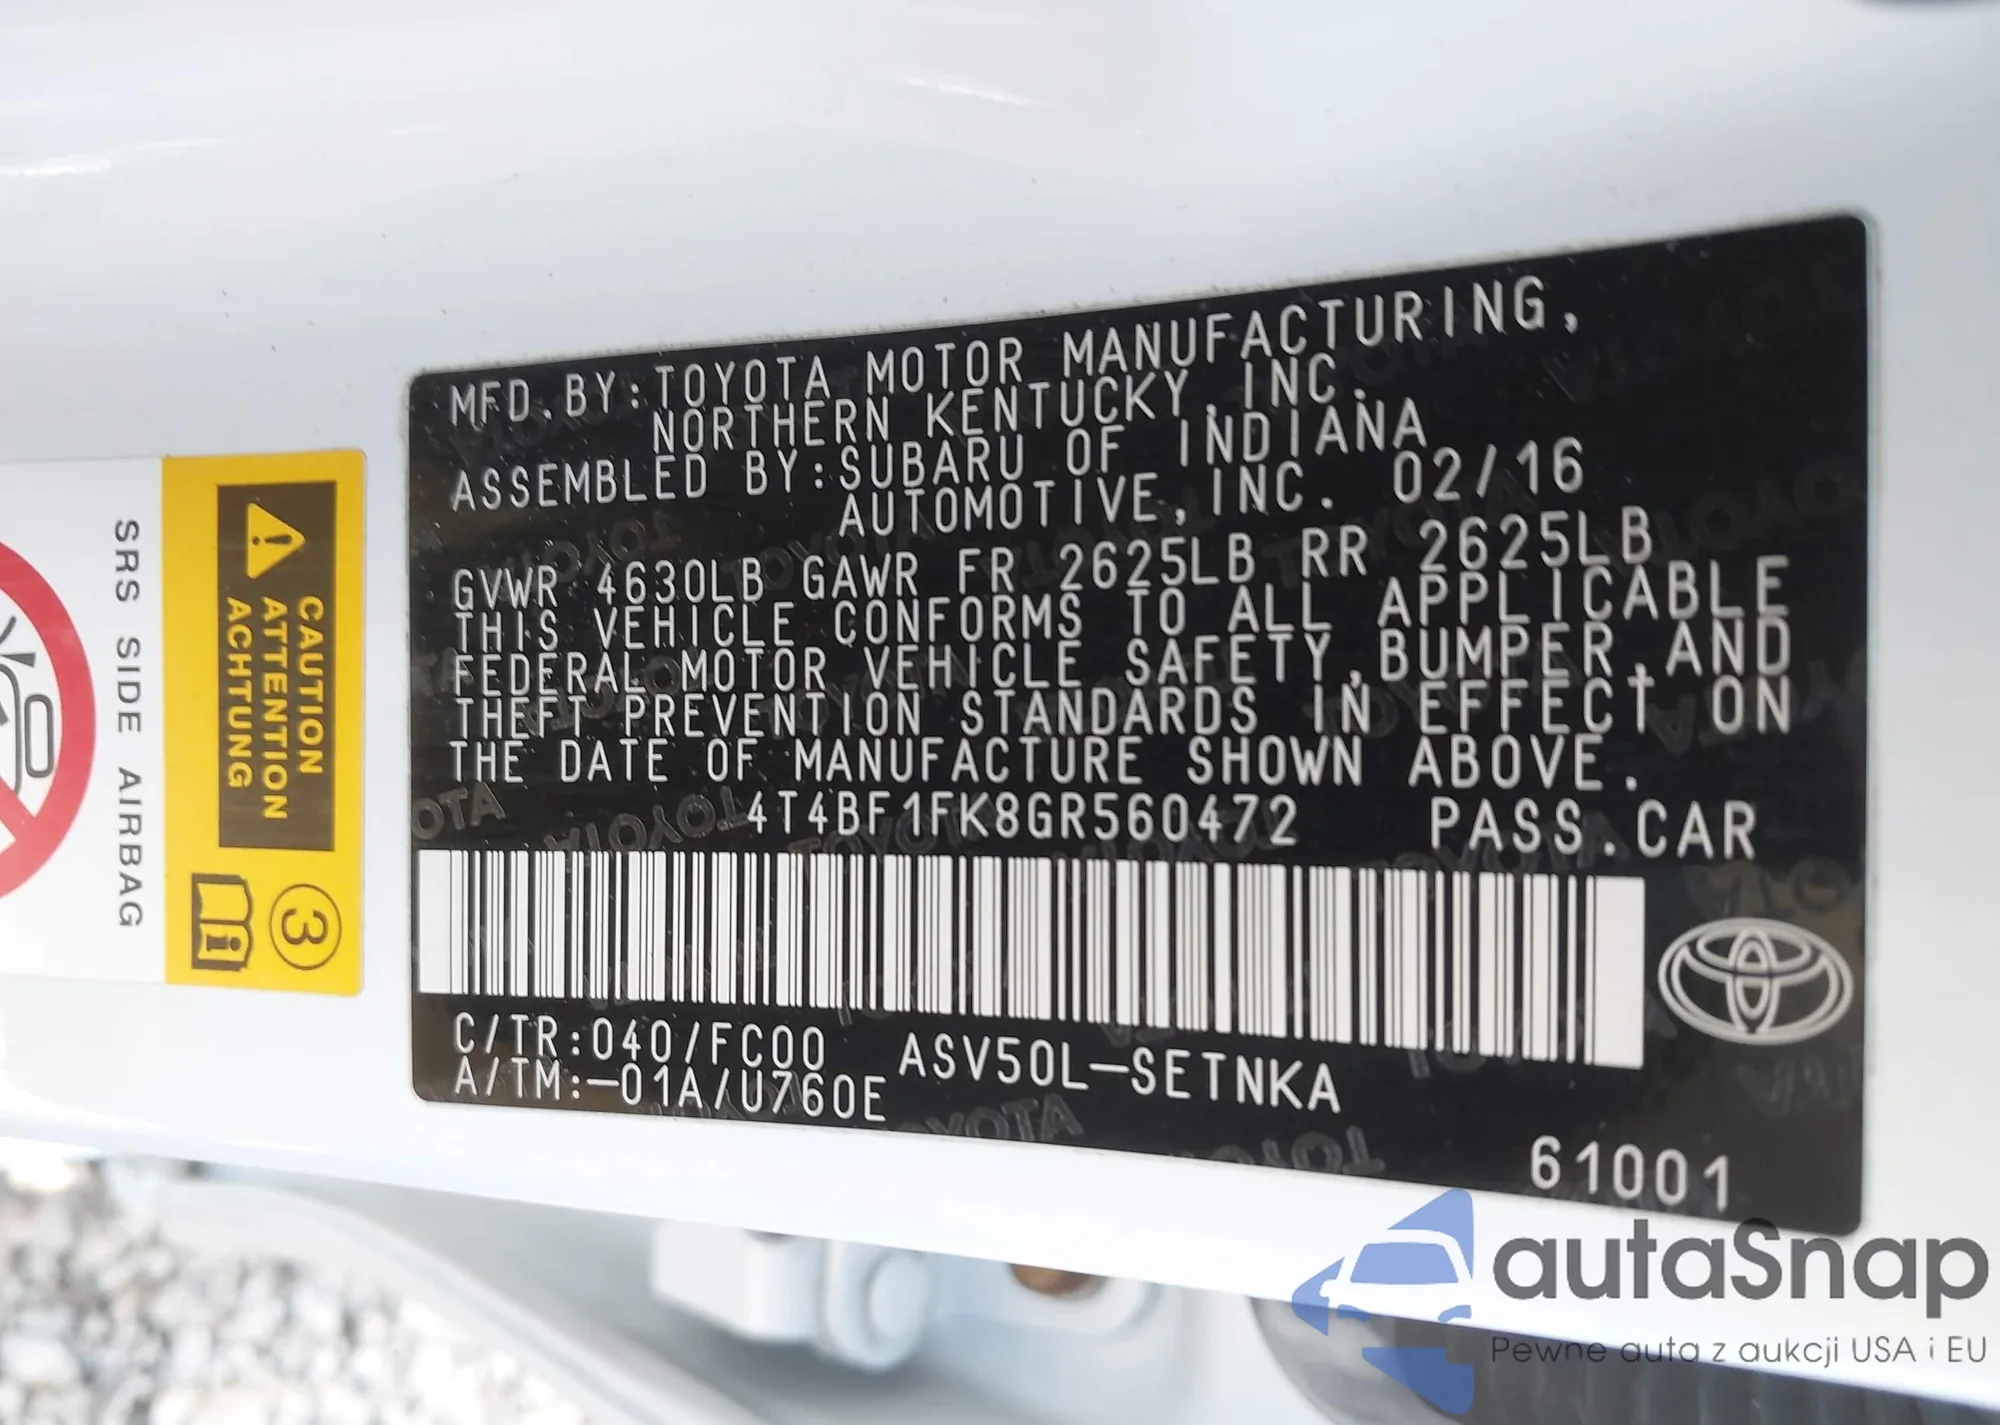 MFD.BY:TOYOTA MOTOR MANUFACTURING,
NORTHERN KENTUCKY,INC.
ASSEMBLED BY:SUBARU OF INDIANA
AUTOMOTIVE,INC. 02/16
GVWR 4630LB GAWR FR 2625LB RR 2625LB
THIS VEHICLE CONFORMS TO ALL APPLICABLE
FEDERAL MOTOR VEHICLE SAFETY,BUMPER,AND
THEFT PREVENTION STANDARDS IN EFFECT ON
THE DATE OF MANUFACTURE SHOWN ABOVE.
4T4BF1FK8GR560472 PASS.CAR
C/TR:040/FC00 ASV50L-SETNKA
A/TM:-01A/U760E
61001
CAUTION
ATTENTION
ACHTUNG
3
i
SRS SIDE AIRBAG
autaSnap
Pewne auta z aukcji USA i EU